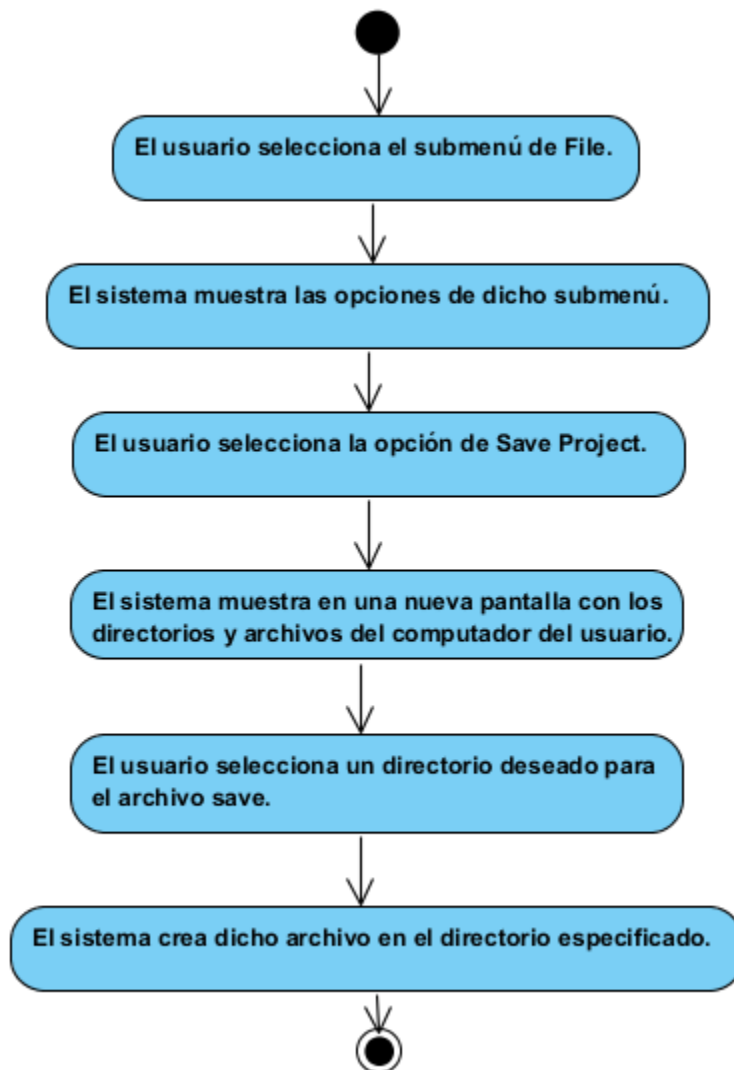 El usuario selecciona el submenú de File.
El sistema muestra las opciones de dicho submenú.
El usuario selecciona la opción de Save Project.
El sistema muestra en una nueva pantalla con los
directorios y archivos del computador del usuario.
El usuario selecciona un directorio deseado para
el archivo save.
El sistema crea dicho archivo en el directorio especificado.